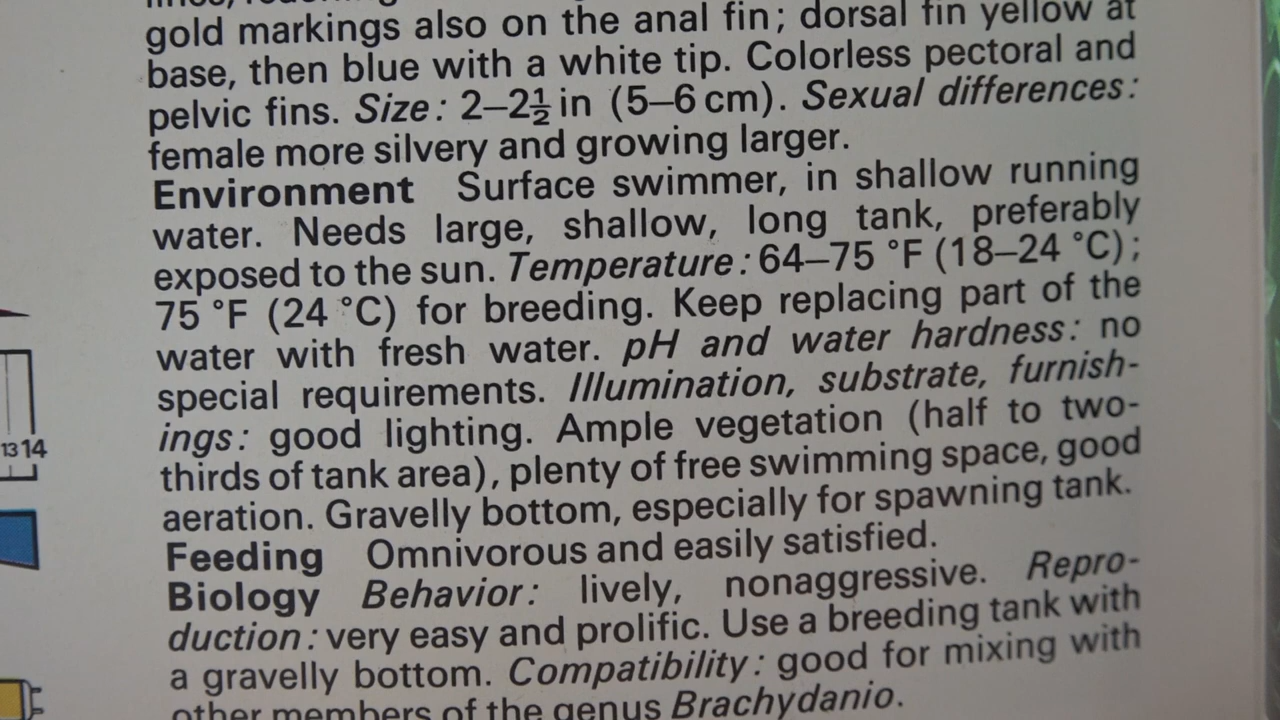 gold markings also on the anal fin; dorsal fin yellow at
base, then blue with a white tip. Colorless pectoral and
pelvic fins. Size: 2–2½ in (5–6 cm). Sexual differences:
female more silvery and growing larger.
Environment Surface swimmer, in shallow running
water. Needs large, shallow, long tank, preferably
exposed to the sun. Temperature: 64–75 °F (18–24 °C);
75 °F (24 °C) for breeding. Keep replacing part of the
water with fresh water. pH and water hardness: no
special requirements. Illumination, substrate, furnish-
ings: good lighting. Ample vegetation (half to two-
thirds of tank area), plenty of free swimming space, good
aeration. Gravelly bottom, especially for spawning tank.
Feeding Omnivorous and easily satisfied.
Biology Behavior: lively, nonaggressive. Repro-
duction: very easy and prolific. Use a breeding tank with
a gravelly bottom. Compatibility: good for mixing with
other members of the genus Brachydanio.
13 14